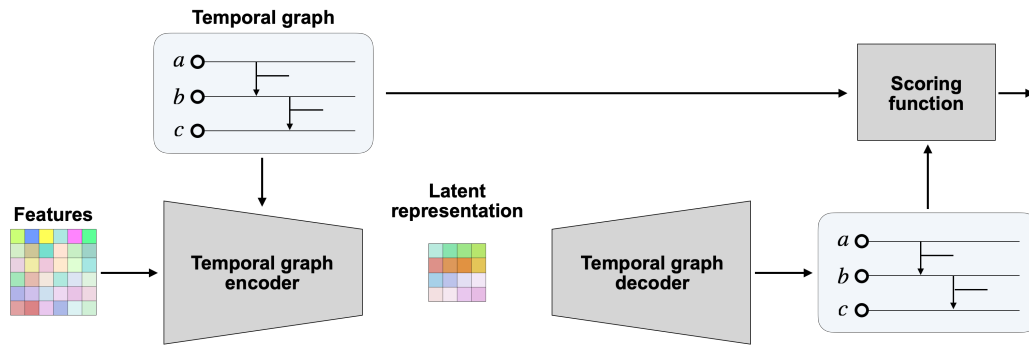 Temporal graph
a
b
c
Scoring
function
Features
Temporal graph
encoder
Latent
representation
Temporal graph
decoder
a
b
c